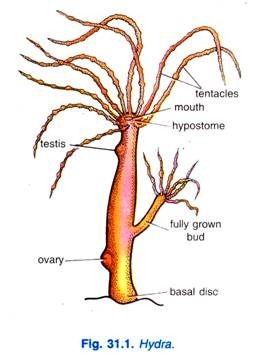 tentacles
mouth
hypostome
testis
fully grown
bud
ovary
basal disc
Fig. 31.1. Hydra.